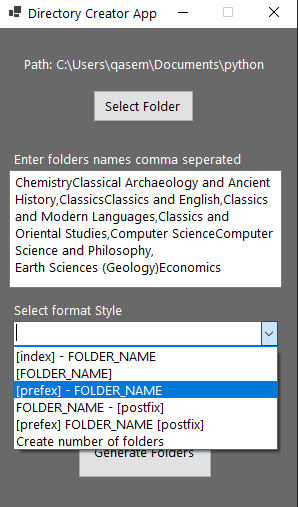 Directory Creator App
Path: C:\Users\qasem\Documents\python
Select Folder
Enter folders names comma seperated
ChemistryClassical Archaeology and Ancient
History,ClassicsClassics and English,Classics
and Modern Languages,Classics and
Oriental Studies,Computer ScienceComputer
Science and Philosophy,
Earth Sciences (Geology)Economics
Select format Style
[index] - FOLDER_NAME
[FOLDER_NAME]
[prefex] - FOLDER_NAME
FOLDER_NAME - [postfix]
[prefex] FOLDER_NAME [postfix]
Create number of folders
Generate Folders